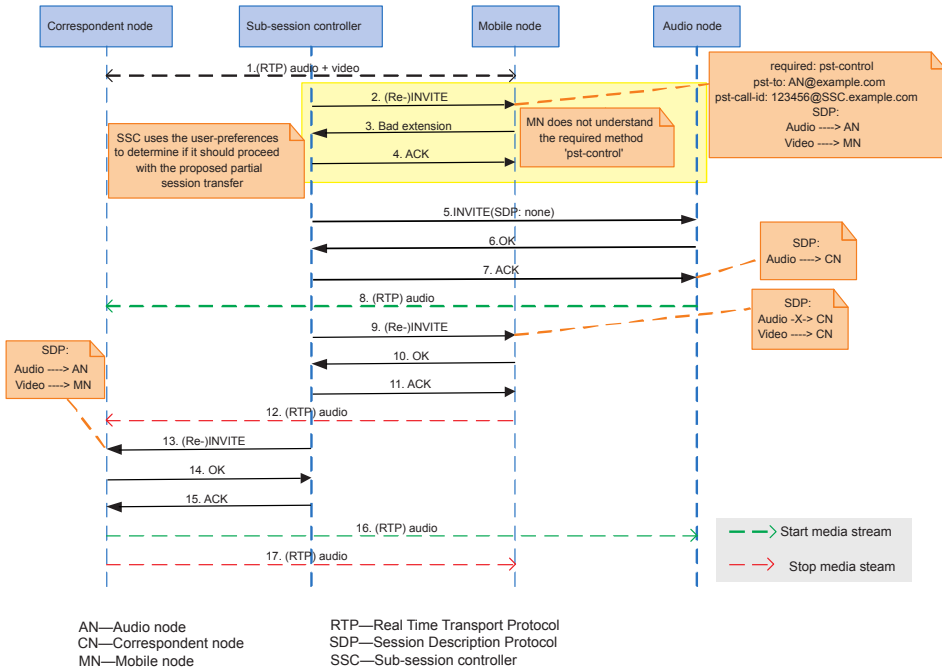 Correspondent node
Sub-session controller
Mobile node
Audio node
1.(RTP) audio + video
required: pst-control
pst-to: AN@example.com
pst-call-id: 123456@SSC.example.com
SDP:
Audio ----> AN
Video ----> MN
2. (Re-)INVITE
3. Bad extension
4. ACK
MN does not understand
the required method
'pst-control'
SSC uses the user-preferences
to determine if it should proceed
with the proposed partial
session transfer
5.INVITE(SDP: none)
6.OK
7. ACK
SDP:
Audio ----> CN
8. (RTP) audio
9. (Re-)INVITE
SDP:
Audio -X-> CN
Video ----> CN
10. OK
11. ACK
SDP:
Audio ----> AN
Video ----> MN
12. (RTP) audio
13. (Re-)INVITE
14. OK
15. ACK
16. (RTP) audio
17. (RTP) audio
Start media stream
Stop media steam
AN—Audio node
CN—Correspondent node
MN—Mobile node
RTP—Real Time Transport Protocol
SDP—Session Description Protocol
SSC—Sub-session controller